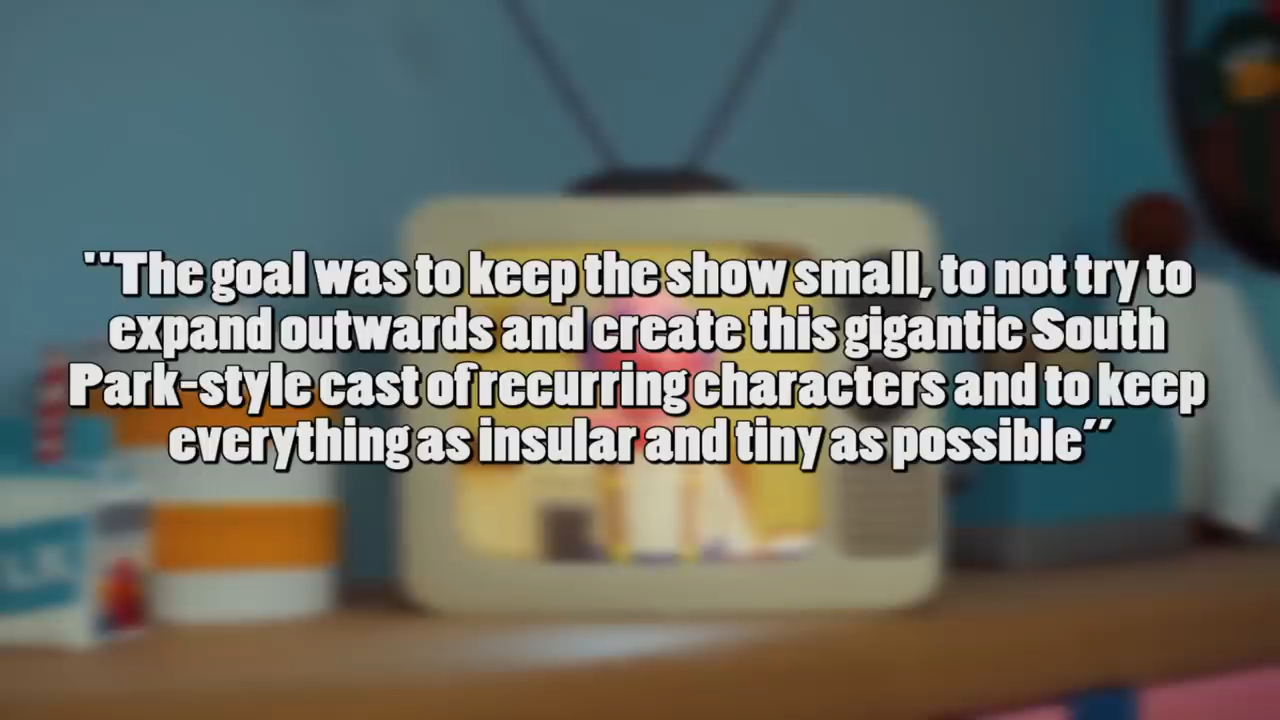 "The goal was to keep the show small, to not try to
expand outwards and create this gigantic South
Park-style cast of recurring characters and to keep
everything as insular and tiny as possible"